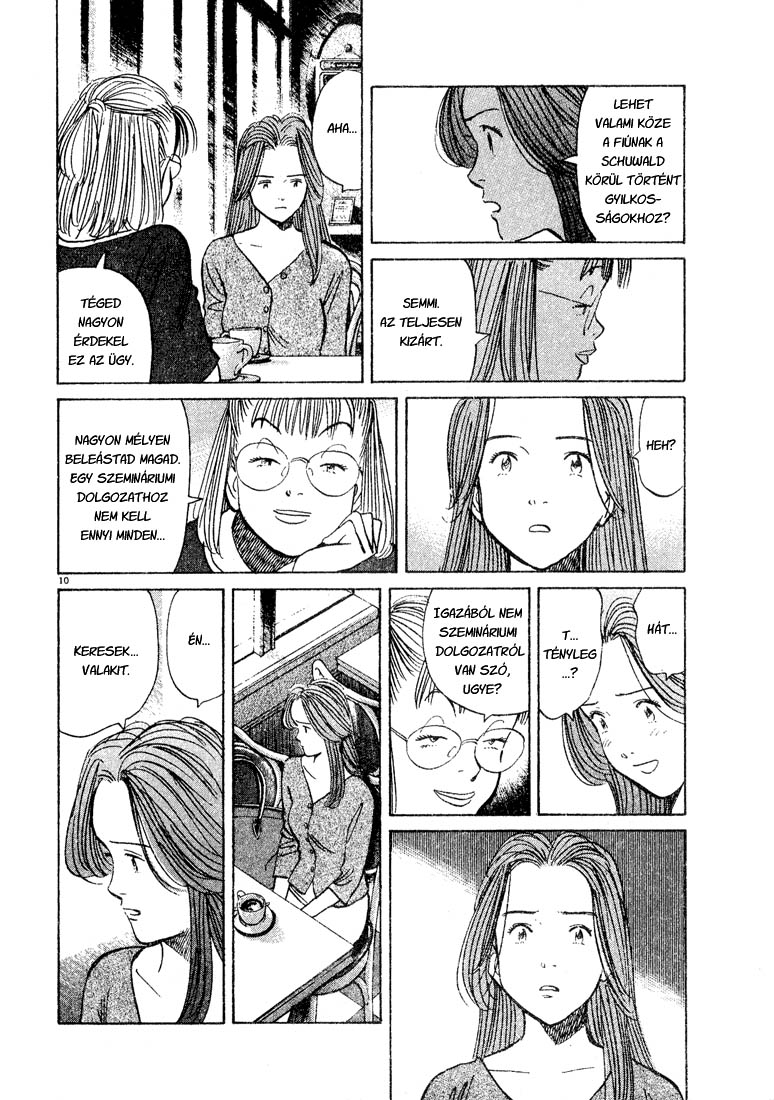 LEHET
VALAMI KÖZE
A FIÚNAK A
SCHUWALD
KÖRÜL TÖRTÉNT
GYILKOS-
SÁGOKHOZ?
SEMMI.
AZ TELJESEN
KIZÁRT.
AHA...
TÉGED
NAGYON
ÉRDEKEL
EZ AZ ÜGY.
HEH?
NAGYON MÉLYEN
BELEÁSTAD MAGAD.
EGY SZEMINÁRIUMI
DOLGOZATHOZ
NEM KELL
ENNYI MINDEN...
10
HÁT...
T...
TÉNYLEG
...?
IGAZÁBÓL NEM
SZEMINÁRIUMI
DOLGOZATRÓL
VAN SZÓ,
UGYE?
ÉN...
KERESEK...
VALAKIT.